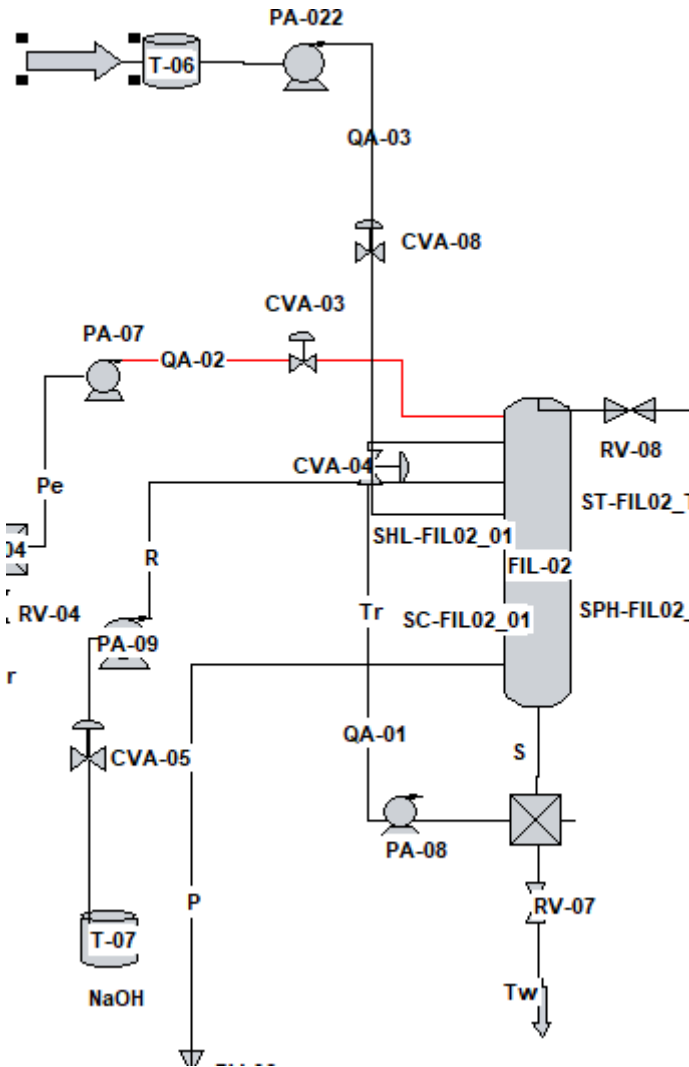 PA-022
T-06
QA-03
CVA-08
CVA-03
PA-07
QA-02
RV-08
CVA-04
Pe
ST-FIL02_T
SHL-FIL02_01
04
R
FIL-02
RV-04
Tr
SC-FIL02_01
SPH-FIL02_
PA-09
r
QA-01
S
CVA-05
PA-08
P
RV-07
T-07
Tw
NaOH